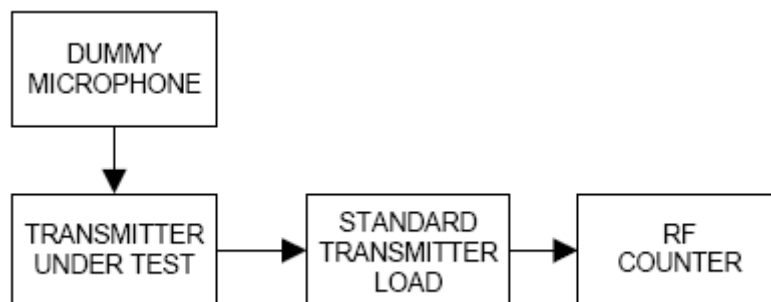 DUMMY
MICROPHONE
TRANSMITTER
UNDER TEST
STANDARD
TRANSMITTER
LOAD
RF
COUNTER